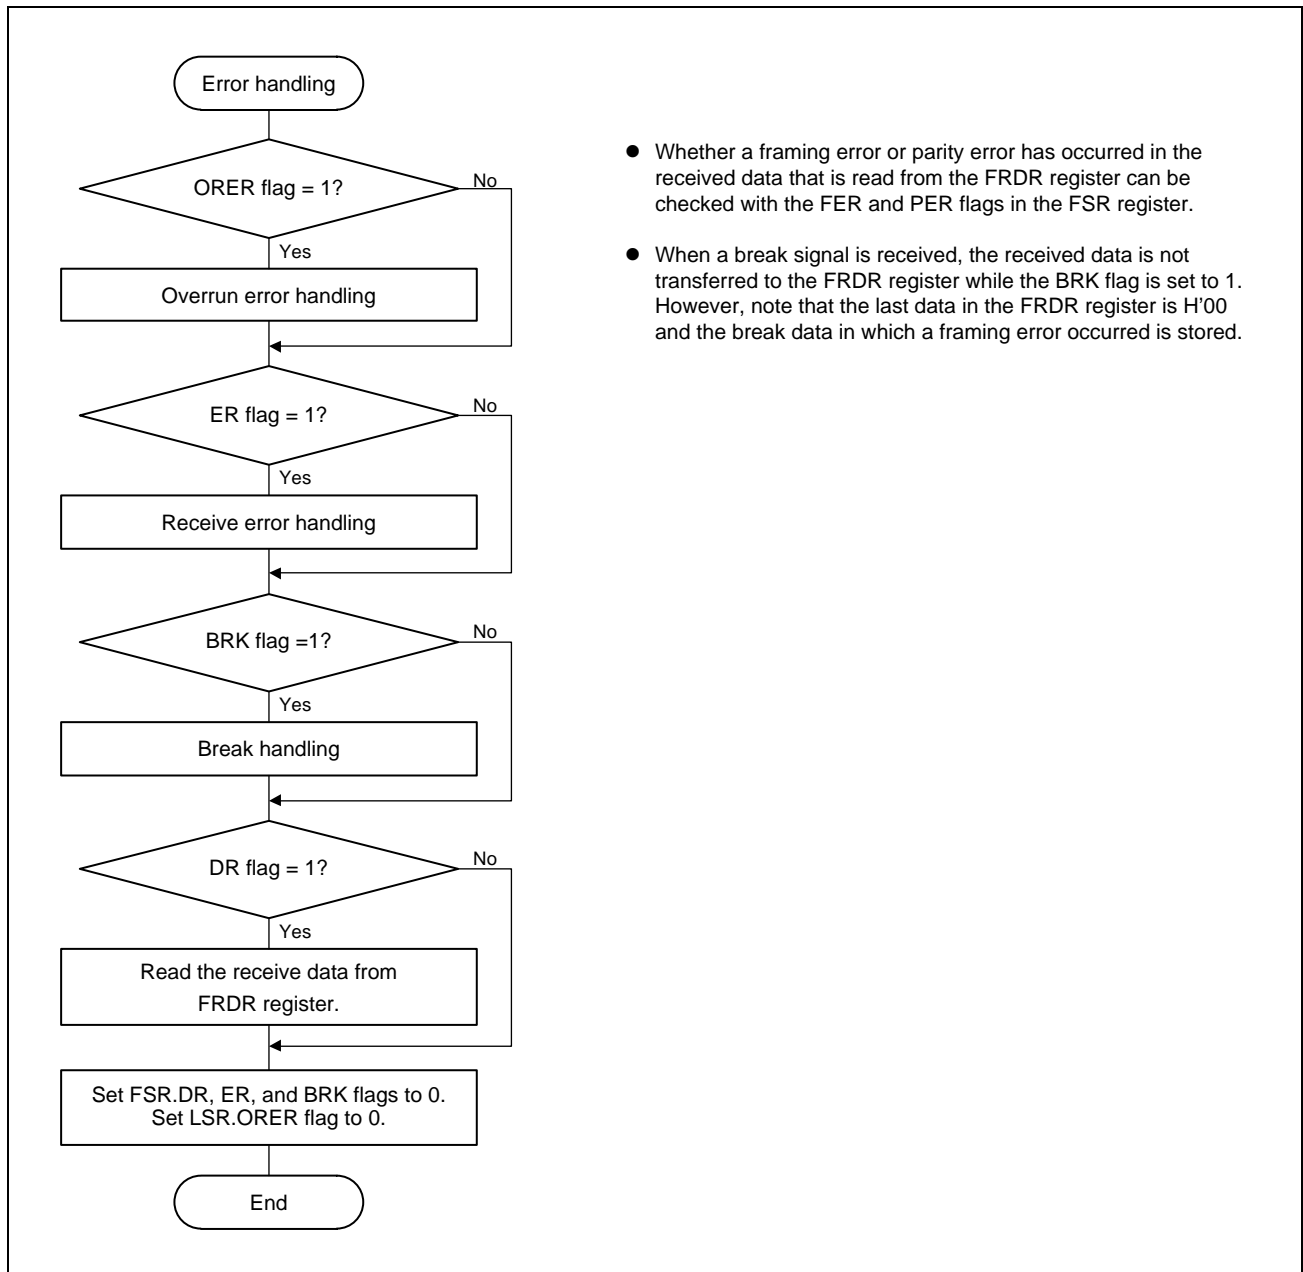 Error handling
ORER flag = 1?
No
Yes
Overrun error handling
ER flag = 1?
No
Yes
Receive error handling
BRK flag =1?
No
Yes
Break handling
DR flag = 1?
No
Yes
Read the receive data from
FRDR register.
Set FSR.DR, ER, and BRK flags to 0.
Set LSR.ORER flag to 0.
End
● Whether a framing error or parity error has occurred in the
received data that is read from the FRDR register can be
checked with the FER and PER flags in the FSR register.
● When a break signal is received, the received data is not
transferred to the FRDR register while the BRK flag is set to 1.
However, note that the last data in the FRDR register is H'00
and the break data in which a framing error occurred is stored.